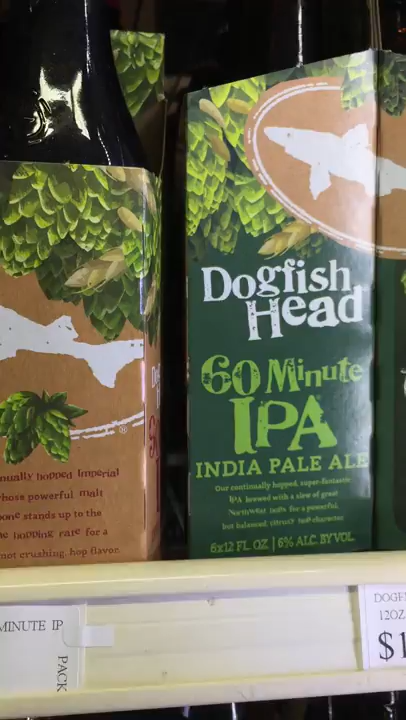 Dogfish
Head
60 Minute
IPA
INDIA PALE ALE
Our continually hopped, super-fantastic
IPA brewed with a slew of great
NorthWest hops for a powerful,
but balanced, citrusy hop character.
6x12 FL. OZ | 6% ALC. BY VOL
nually hopped Imperial
whose powerful malt
bone stands up to the
hopping rate for a
not crushing, hop flavor.
®
MINUTE IP
PACK
DOGF
12OZ
$1